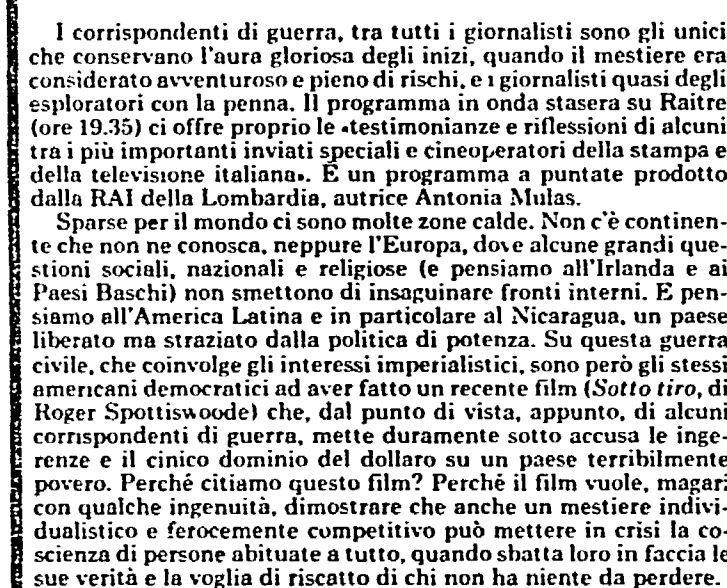 I corrispondenti di guerra, tra tutti i giornalisti sono gli unici
che conservano l'aura gloriosa degli inizi, quando il mestiere era
considerato avventuroso e pieno di rischi, e i giornalisti quasi degli
esploratori con la penna. Il programma in onda stasera su Raitre
(ore 19.35) ci offre proprio le «testimonianze e riflessioni di alcuni
tra i più importanti inviati speciali e cineoperatori della stampa e
della televisione italiana». È un programma a puntate prodotto
dalla RAI della Lombardia, autrice Antonia Mulas.
Sparse per il mondo ci sono molte zone calde. Non c'è continen-
te che non ne conosca, neppure l'Europa, dove alcune grandi que-
stioni sociali, nazionali e religiose (e pensiamo all'Irlanda e ai
Paesi Baschi) non smettono di insaguinare fronti interni. E pen-
siamo all'America Latina e in particolare al Nicaragua, un paese
liberato ma straziato dalla politica di potenza. Su questa guerra
civile, che coinvolge gli interessi imperialistici, sono però gli stessi
americani democratici ad aver fatto un recente film (Sotto tiro, di
Roger Spottiswoode) che, dal punto di vista, appunto, di alcuni
corrispondenti di guerra, mette duramente sotto accusa le inge-
renze e il cinico dominio del dollaro su un paese terribilmente
povero. Perché citiamo questo film? Perché il film vuole, magari
con qualche ingenuità, dimostrare che anche un mestiere indivi-
dualistico e ferocemente competitivo può mettere in crisi la co-
scienza di persone abituate a tutto, quando sbatta loro in faccia le
sue verità e la voglia di riscatto di chi non ha niente da perdere.